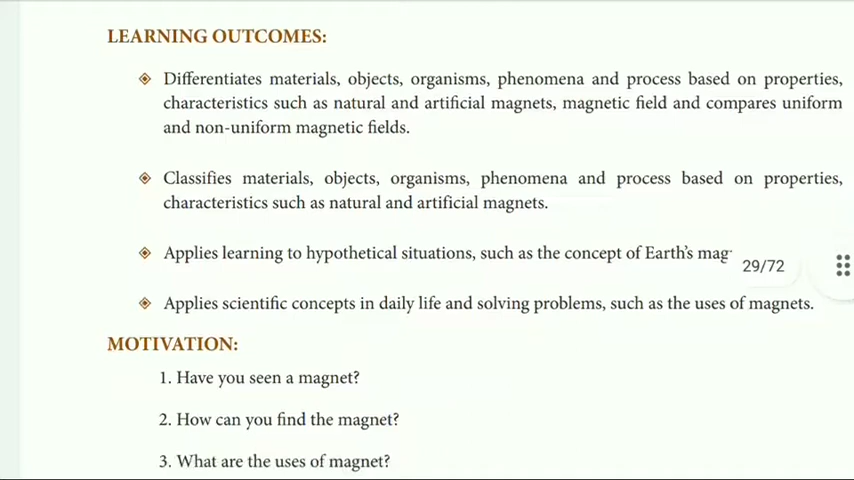 LEARNING OUTCOMES:
Differentiates materials, objects, organisms, phenomena and process based on properties,
characteristics such as natural and artificial magnets, magnetic field and compares uniform
and non-uniform magnetic fields.
Classifies materials, objects, organisms, phenomena and process based on properties,
characteristics such as natural and artificial magnets.
Applies learning to hypothetical situations, such as the concept of Earth's mag
29/72
Applies scientific concepts in daily life and solving problems, such as the uses of magnets.
MOTIVATION:
1. Have you seen a magnet?
2. How can you find the magnet?
3. What are the uses of magnet?